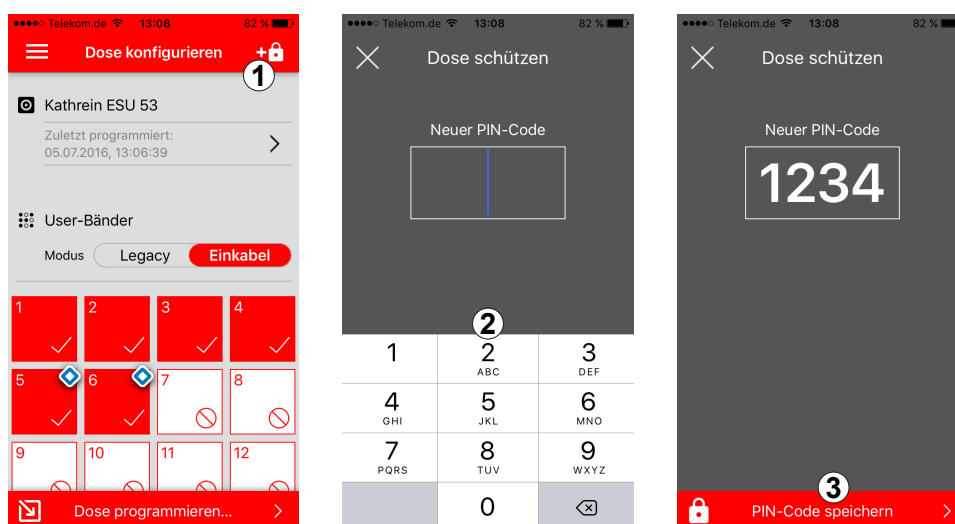 Telekom.de 13:08 82 %
Dose konfigurieren
+
1
Kathrein ESU 53
Zuletzt programmiert:
05.07.2016, 13:06:39
User-Bänder
Modus Legacy Einkabel
1 2 3 4
5 6 7 8
9 10 11 12
Dose programmieren...
Telekom.de 13:08 82 %
Dose schützen
Neuer PIN-Code
2
1 2 3
ABC DEF
4 5 6
GHI JKL MNO
7 8 9
PQRS TUV WXYZ
0
Telekom.de 13:08 82 %
Dose schützen
Neuer PIN-Code
1234
3
PIN-Code speichern